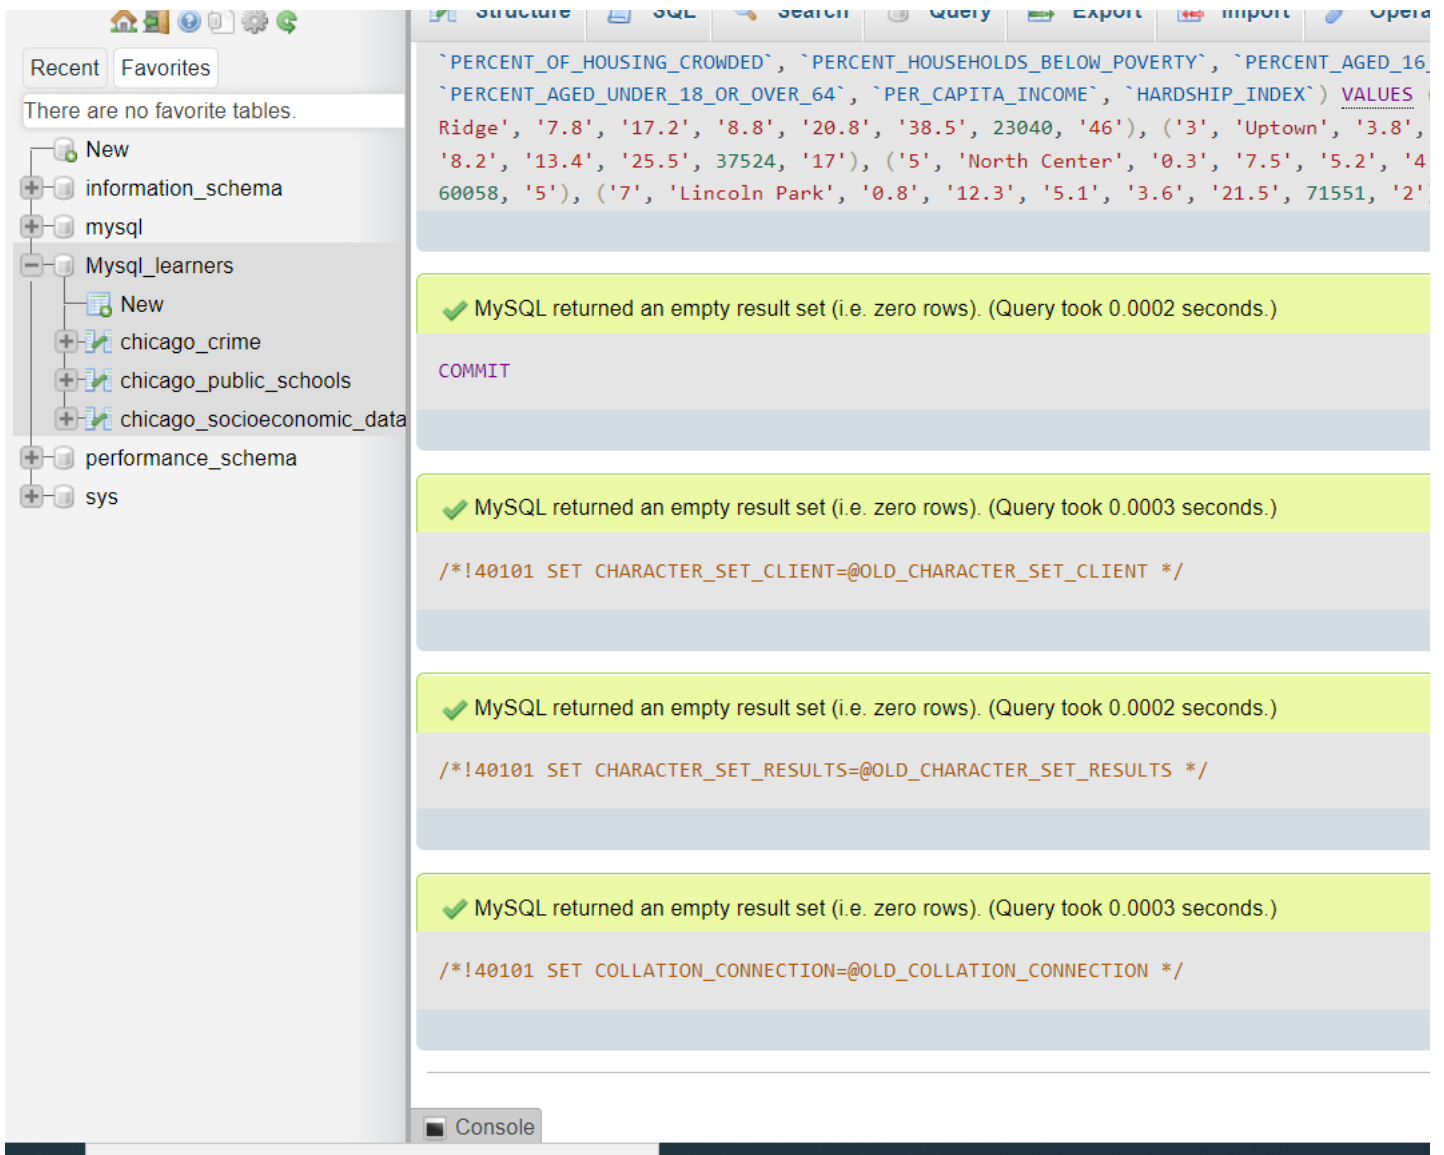 Recent Favorites
There are no favorite tables.
New
information_schema
mysql
Mysql_learners
New
chicago_crime
chicago_public_schools
chicago_socioeconomic_data
performance_schema
sys
Structure SQL Search Query Export Import Opera
`PERCENT_OF_HOUSING_CROWDED`, `PERCENT_HOUSEHOLDS_BELOW_POVERTY`, `PERCENT_AGED_16_
`PERCENT_AGED_UNDER_18_OR_OVER_64`, `PER_CAPITA_INCOME`, `HARDSHIP_INDEX`) VALUES (
Ridge', '7.8', '17.2', '8.8', '20.8', '38.5', 23040, '46'), ('3', 'Uptown', '3.8',
'8.2', '13.4', '25.5', 37524, '17'), ('5', 'North Center', '0.3', '7.5', '5.2', '4
60058, '5'), ('7', 'Lincoln Park', '0.8', '12.3', '5.1', '3.6', '21.5', 71551, '2'
MySQL returned an empty result set (i.e. zero rows). (Query took 0.0002 seconds.)
COMMIT
MySQL returned an empty result set (i.e. zero rows). (Query took 0.0003 seconds.)
/*!40101 SET CHARACTER_SET_CLIENT=@OLD_CHARACTER_SET_CLIENT */
MySQL returned an empty result set (i.e. zero rows). (Query took 0.0002 seconds.)
/*!40101 SET CHARACTER_SET_RESULTS=@OLD_CHARACTER_SET_RESULTS */
MySQL returned an empty result set (i.e. zero rows). (Query took 0.0003 seconds.)
/*!40101 SET COLLATION_CONNECTION=@OLD_COLLATION_CONNECTION */
Console